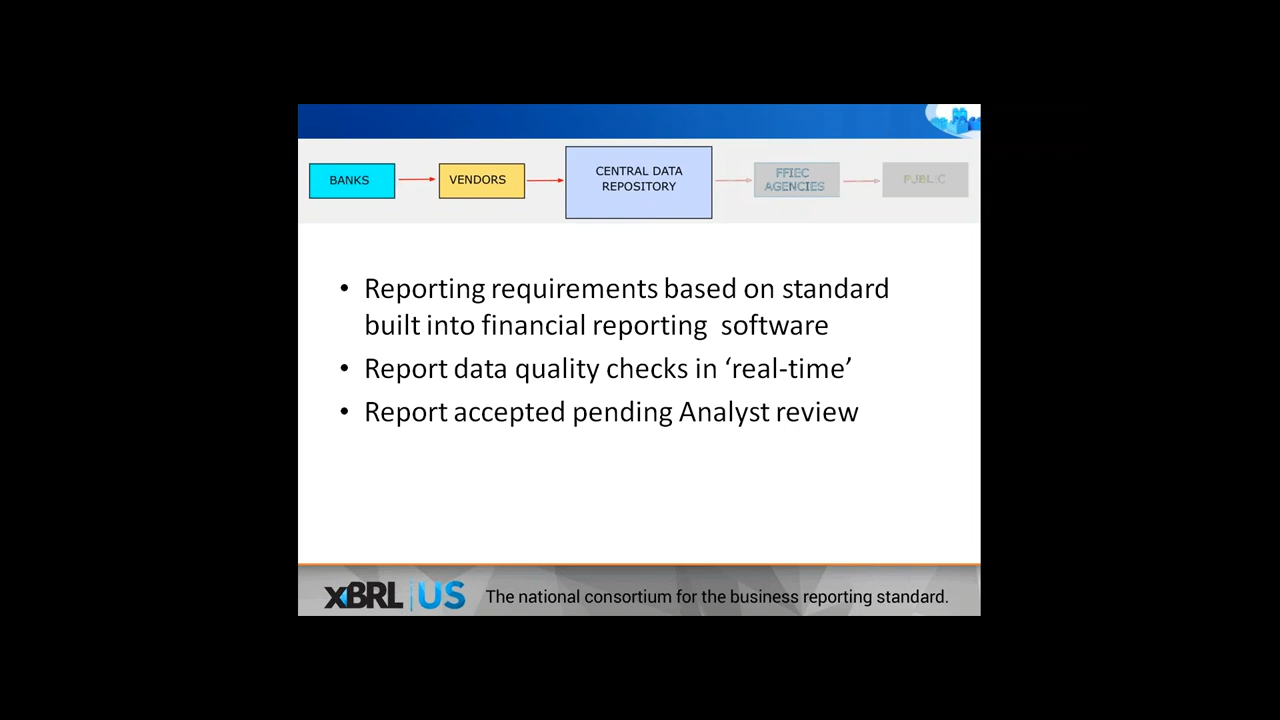 BANKS
VENDORS
CENTRAL DATA
REPOSITORY
FFIEC
AGENCIES
PUBLIC
• Reporting requirements based on standard
built into financial reporting software
• Report data quality checks in ‘real-time’
• Report accepted pending Analyst review
XBRL US
The national consortium for the business reporting standard.